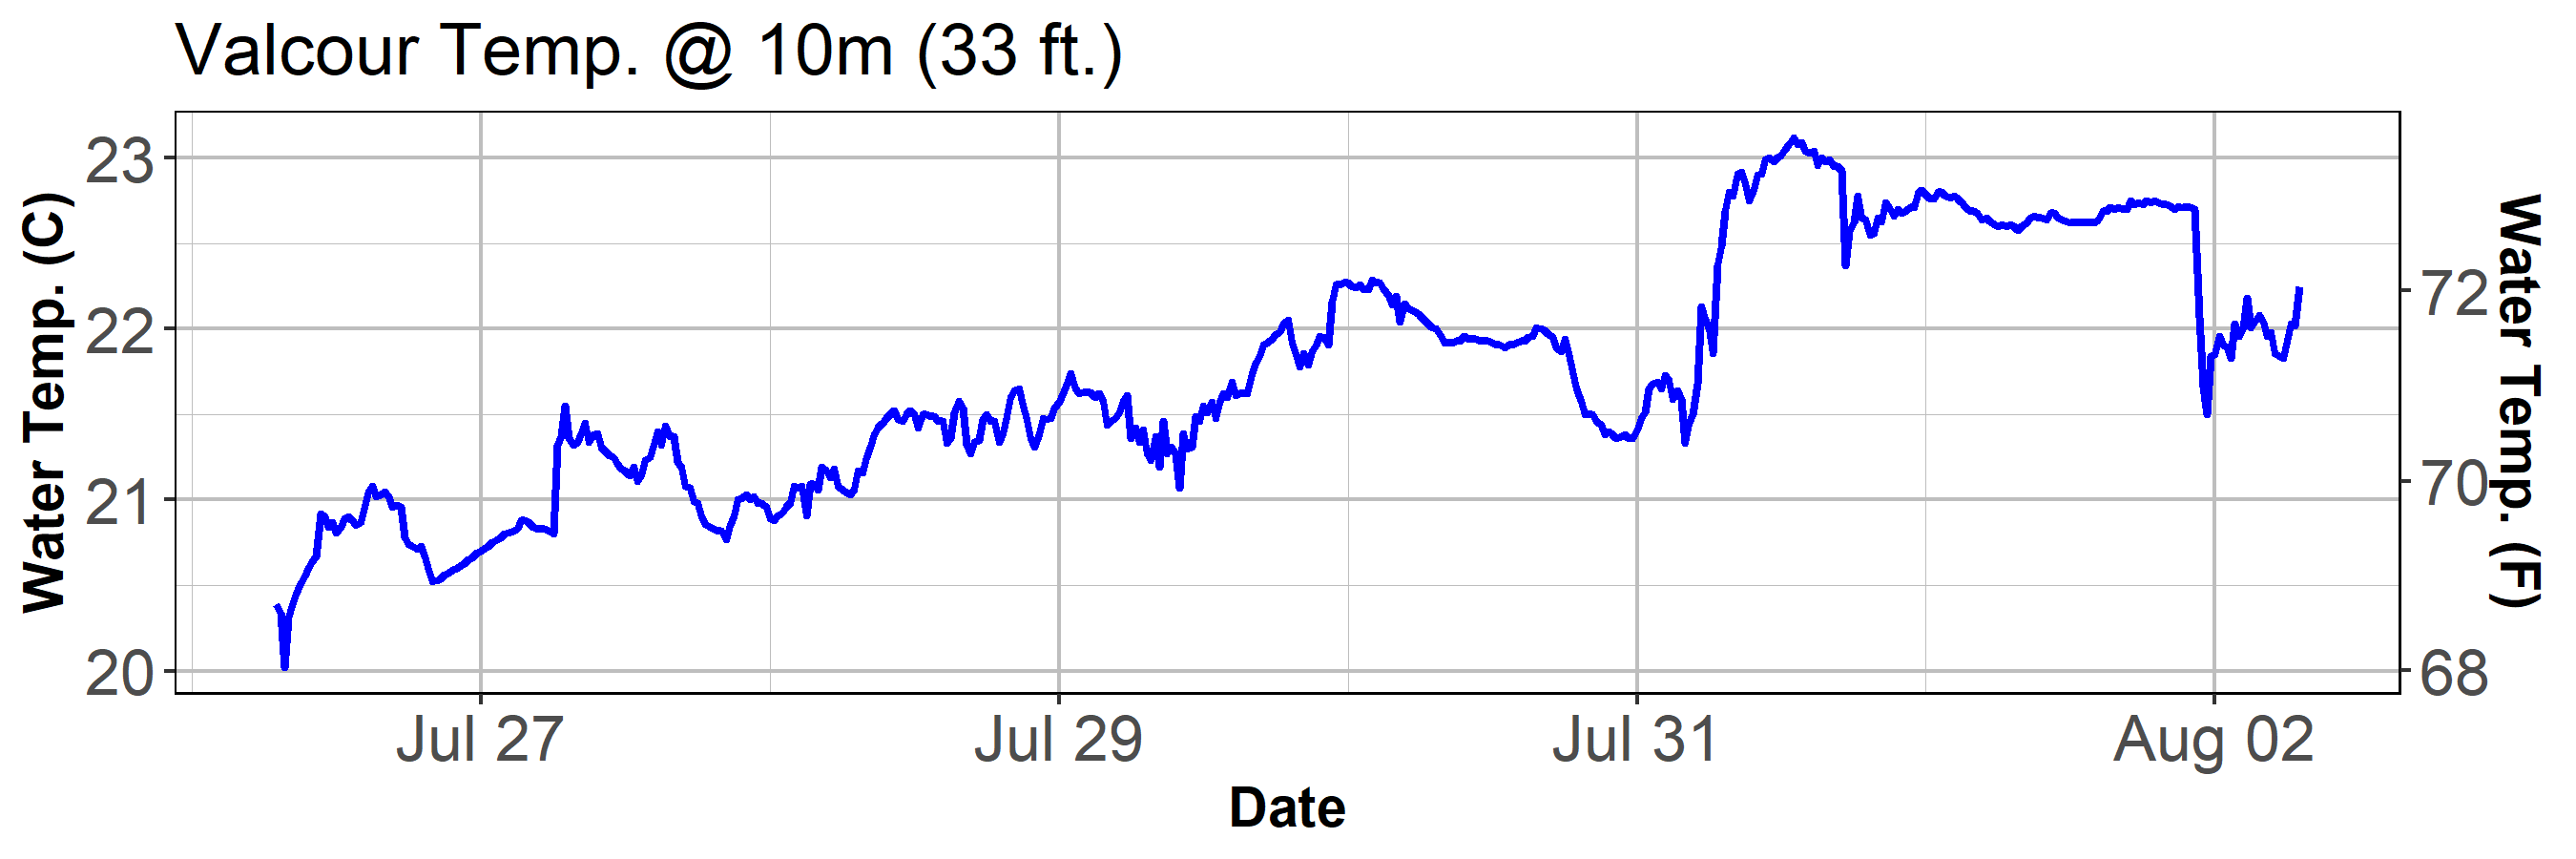 Valcour Temp. @ 10m (33 ft.)
Water Temp. (C)
23
22
21
20
72
70
68
Water Temp. (F)
Jul 27
Jul 29
Jul 31
Aug 02
Date